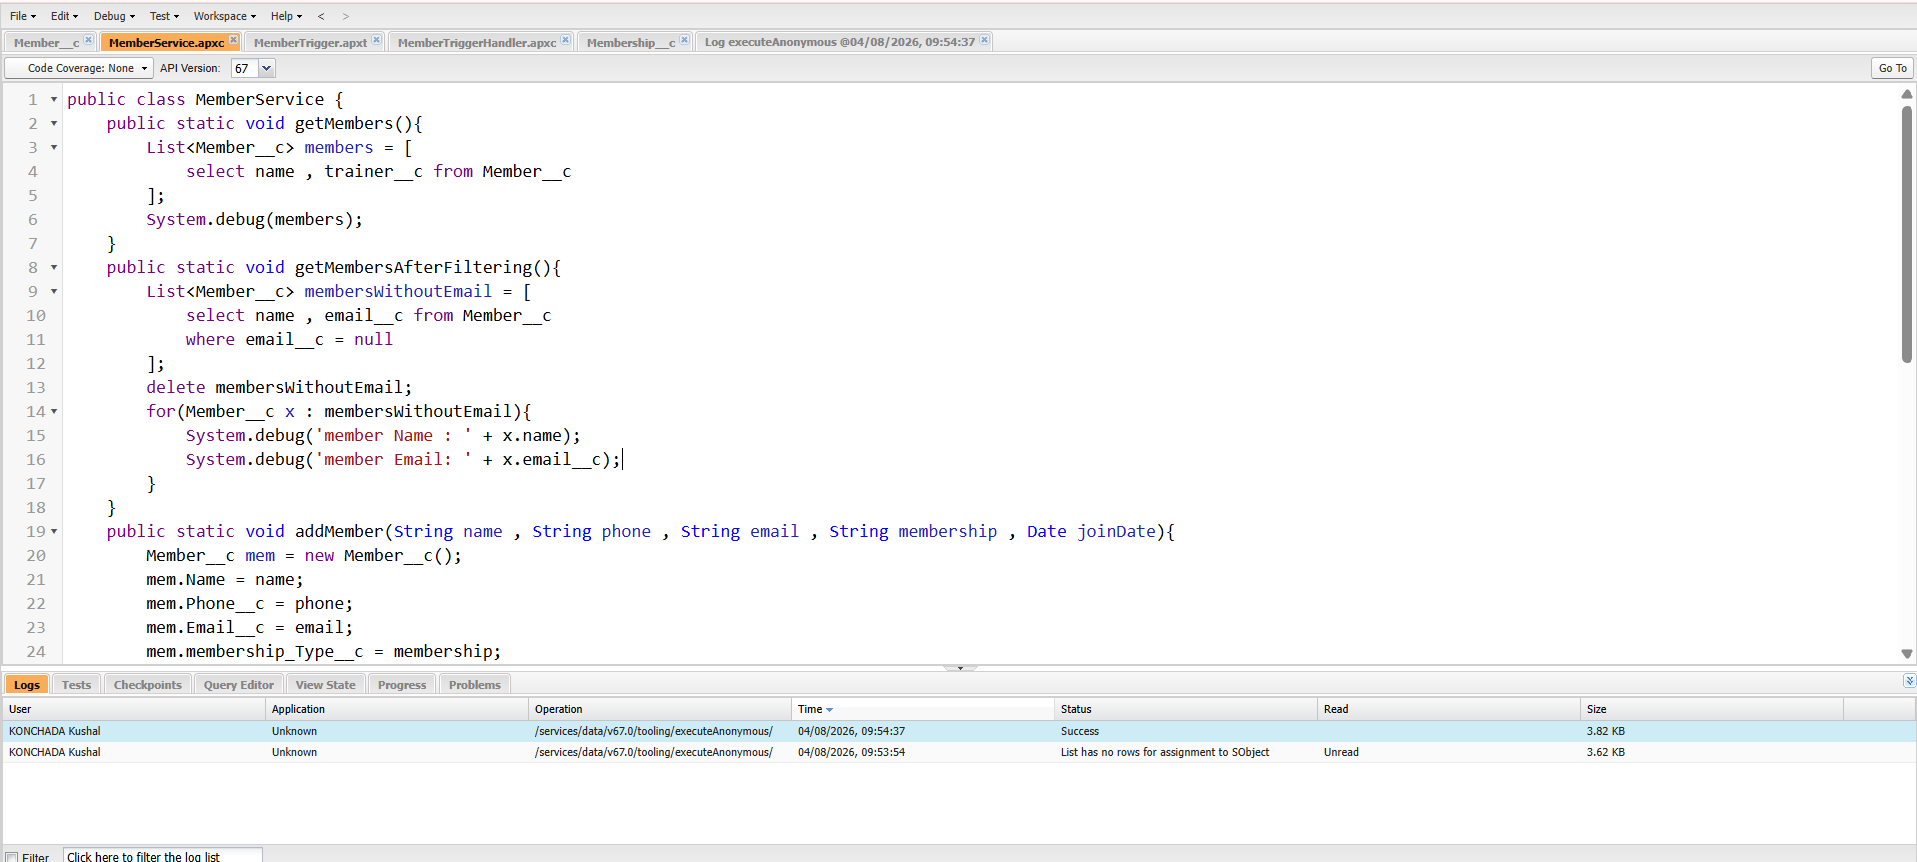 File Edit Debug Test Workspace Help < >
Member__c MemberService.apxc MemberTrigger.apxt MemberTriggerHandler.apxc Membership__c Log executeAnonymous @04/08/2026, 09:54:37
Code Coverage: None API Version: 67 Go To
1 public class MemberService {
2 public static void getMembers(){
3 List<Member__c> members = [
4 select name , trainer__c from Member__c
5 ];
6 System.debug(members);
7 }
8 public static void getMembersAfterFiltering(){
9 List<Member__c> membersWithoutEmail = [
10 select name , email__c from Member__c
11 where email__c = null
12 ];
13 delete membersWithoutEmail;
14 for(Member__c x : membersWithoutEmail){
15 System.debug('member Name : ' + x.name);
16 System.debug('member Email: ' + x.email__c);
17 }
18 }
19 public static void addMember(String name , String phone , String email , String membership , Date joinDate){
20 Member__c mem = new Member__c();
21 mem.Name = name;
22 mem.Phone__c = phone;
23 mem.Email__c = email;
24 mem.membership_Type__c = membership;
Logs Tests Checkpoints Query Editor View State Progress Problems
User Application Operation Time Status Read Size
KONCHADA Kushal Unknown /services/data/v67.0/tooling/executeAnonymous/ 04/08/2026, 09:54:37 Success 3.82 KB
KONCHADA Kushal Unknown /services/data/v67.0/tooling/executeAnonymous/ 04/08/2026, 09:53:54 List has no rows for assignment to SObject Unread 3.62 KB
Filter Click here to filter the log list